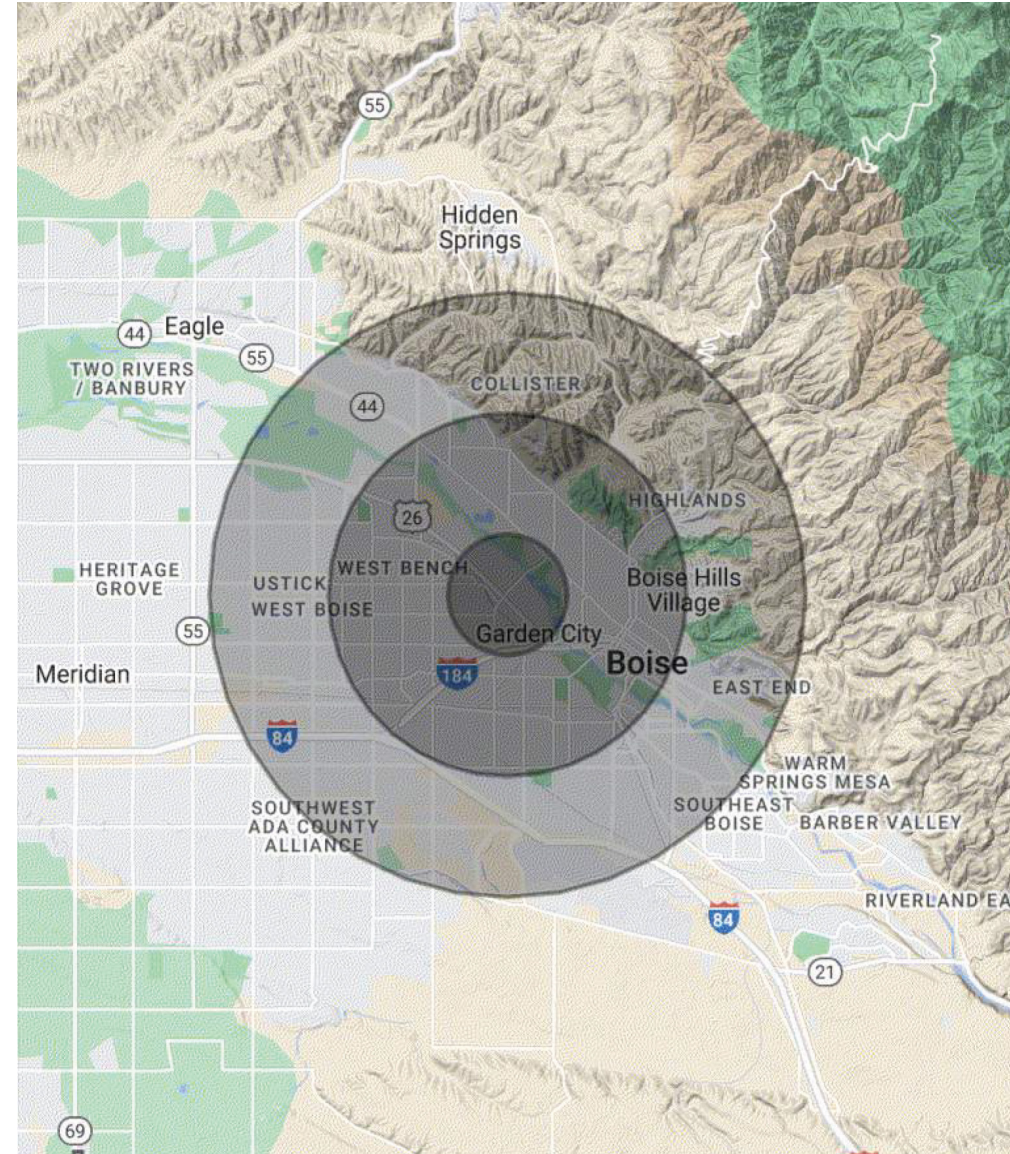 55
Hidden
Springs
44
Eagle
55
TWO RIVERS
/ BANBURY
COLLISTER
44
HIGHLANDS
26
WEST BENCH
HERITAGE
GROVE
USTICK
WEST BOISE
Boise Hills
Village
55
Garden City
Boise
Meridian
184
EAST END
84
WARM
SPRINGS MESA
SOUTHWEST
ADA COUNTY
ALLIANCE
SOUTHEAST
BOISE
BARBER VALLEY
RIVERLAND EA
84
21
69